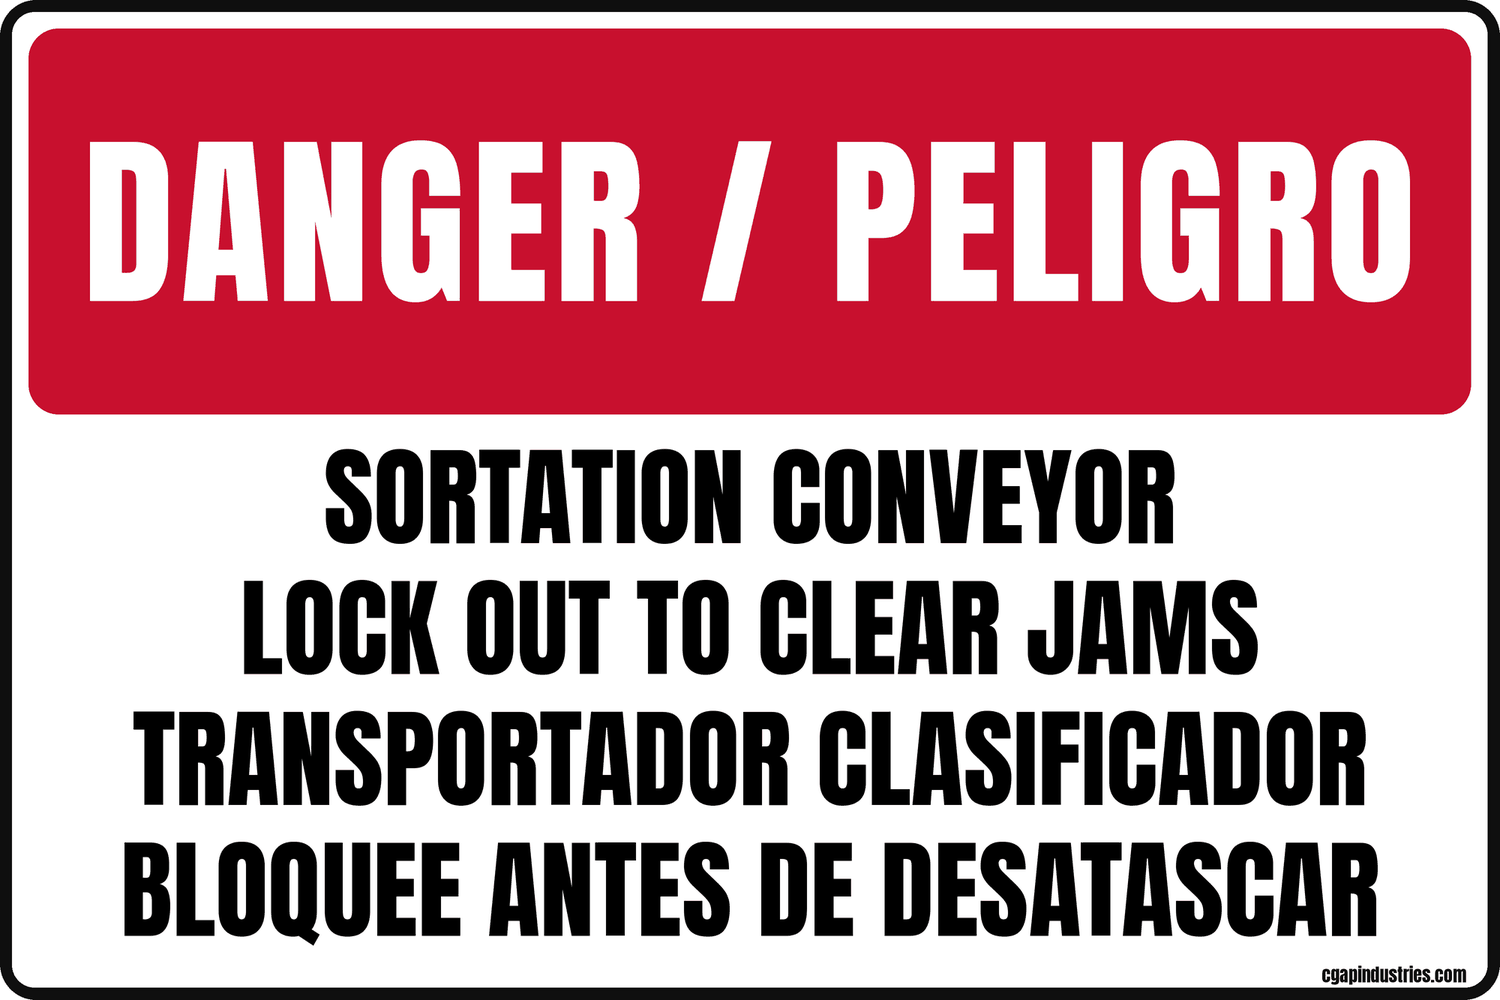 DANGER / PELIGRO
SORTATION CONVEYOR
LOCK OUT TO CLEAR JAMS
TRANSPORTADOR CLASIFICADOR
BLOQUEE ANTES DE DESATASCAR
cgapindustries.com